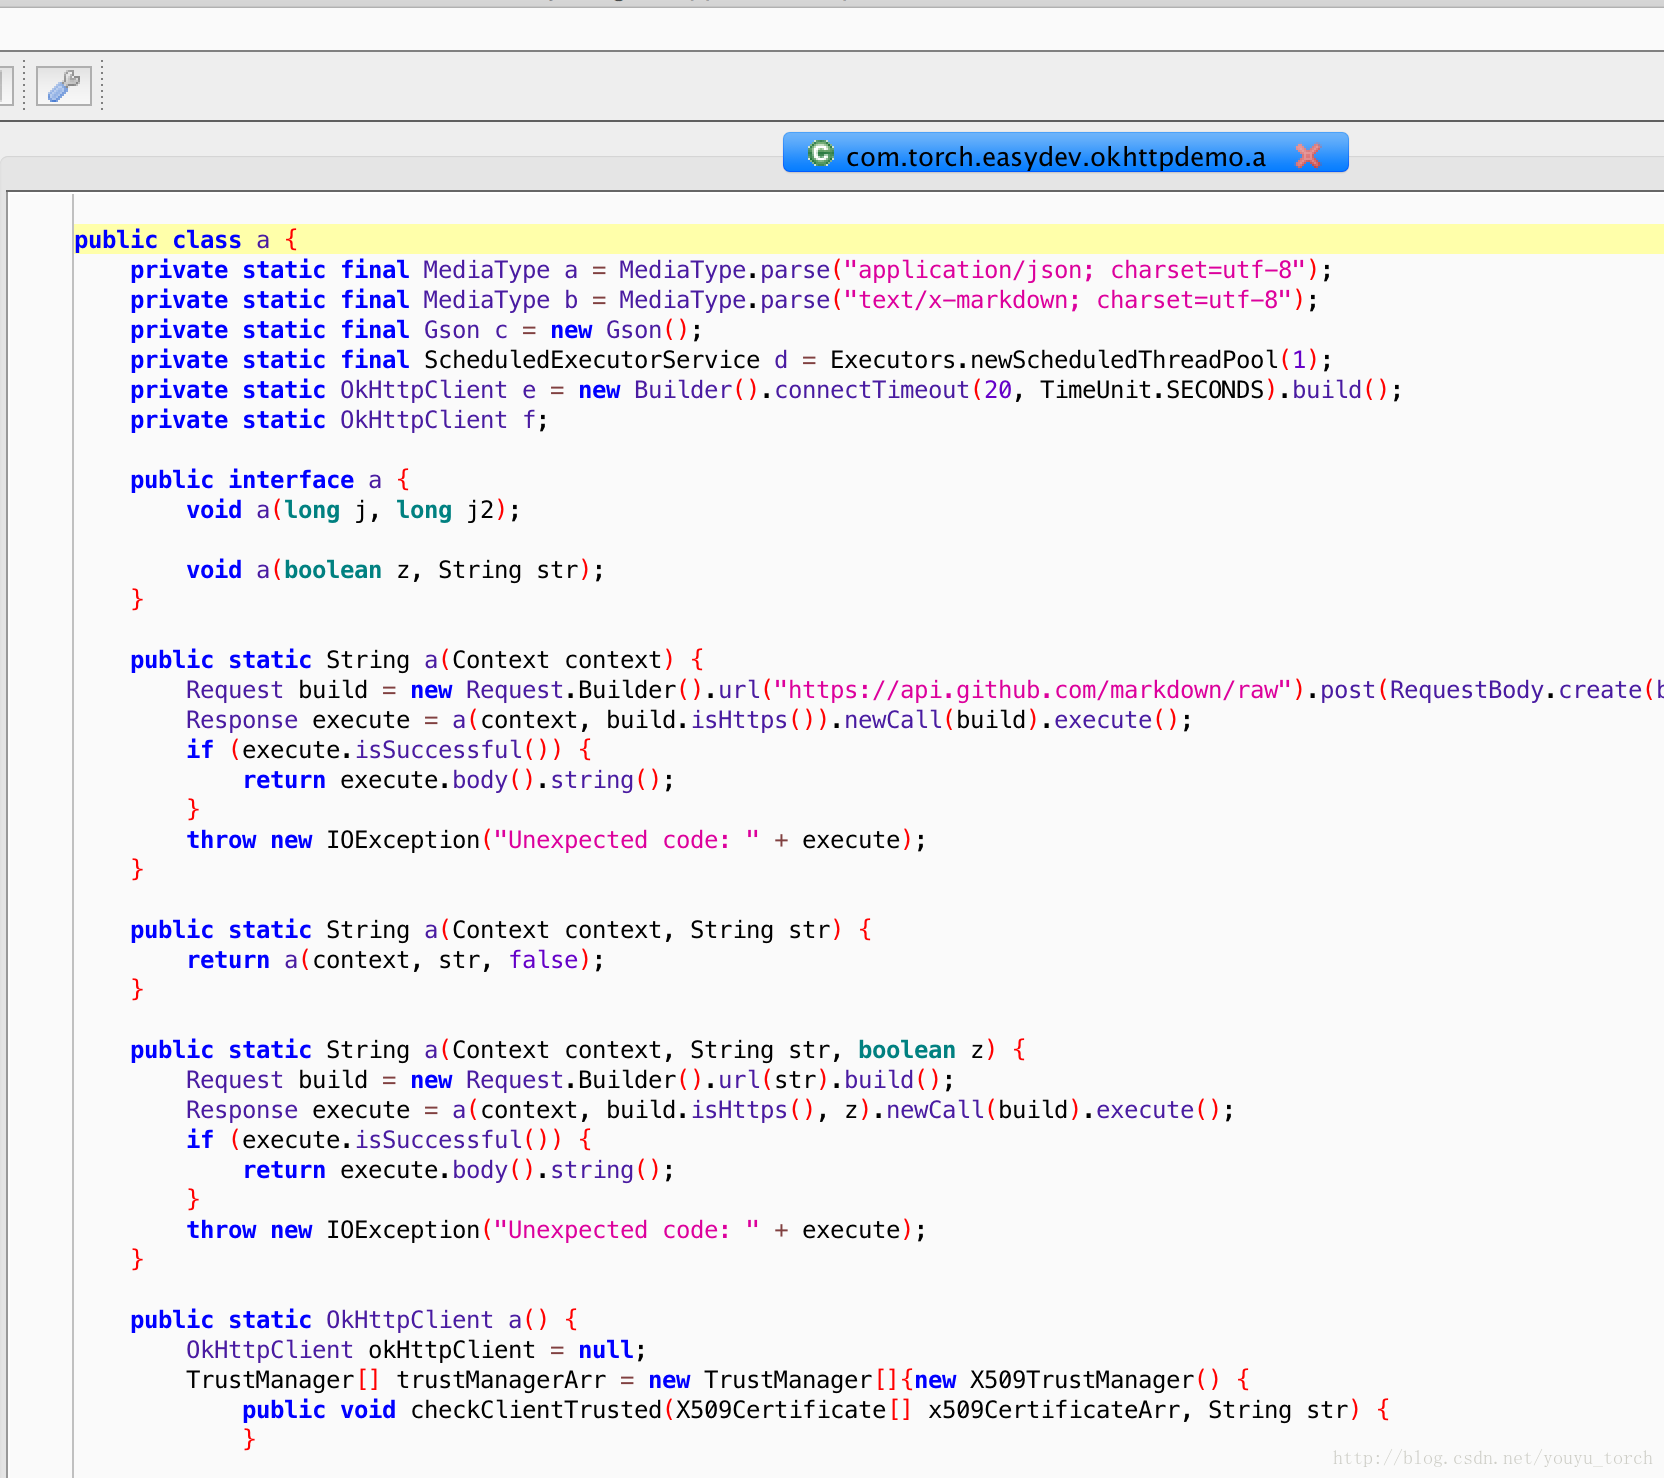 com.torch.easydev.okhttpdemo.a
public class a {
    private static final MediaType a = MediaType.parse("application/json; charset=utf-8");
    private static final MediaType b = MediaType.parse("text/x-markdown; charset=utf-8");
    private static final Gson c = new Gson();
    private static final ScheduledExecutorService d = Executors.newScheduledThreadPool(1);
    private static OkHttpClient e = new Builder().connectTimeout(20, TimeUnit.SECONDS).build();
    private static OkHttpClient f;
    public interface a {
        void a(long j, long j2);
        void a(boolean z, String str);
    }
    public static String a(Context context) {
        Request build = new Request.Builder().url("https://api.github.com/markdown/raw").post(RequestBody.create(b
        Response execute = a(context, build.isHttps()).newCall(build).execute();
        if (execute.isSuccessful()) {
            return execute.body().string();
        }
        throw new IOException("Unexpected code: " + execute);
    }
    public static String a(Context context, String str) {
        return a(context, str, false);
    }
    public static String a(Context context, String str, boolean z) {
        Request build = new Request.Builder().url(str).build();
        Response execute = a(context, build.isHttps(), z).newCall(build).execute();
        if (execute.isSuccessful()) {
            return execute.body().string();
        }
        throw new IOException("Unexpected code: " + execute);
    }
    public static OkHttpClient a() {
        OkHttpClient okHttpClient = null;
        TrustManager[] trustManagerArr = new TrustManager[]{new X509TrustManager() {
            public void checkClientTrusted(X509Certificate[] x509CertificateArr, String str) {
            }
http://blog.csdn.net/youyu_torch